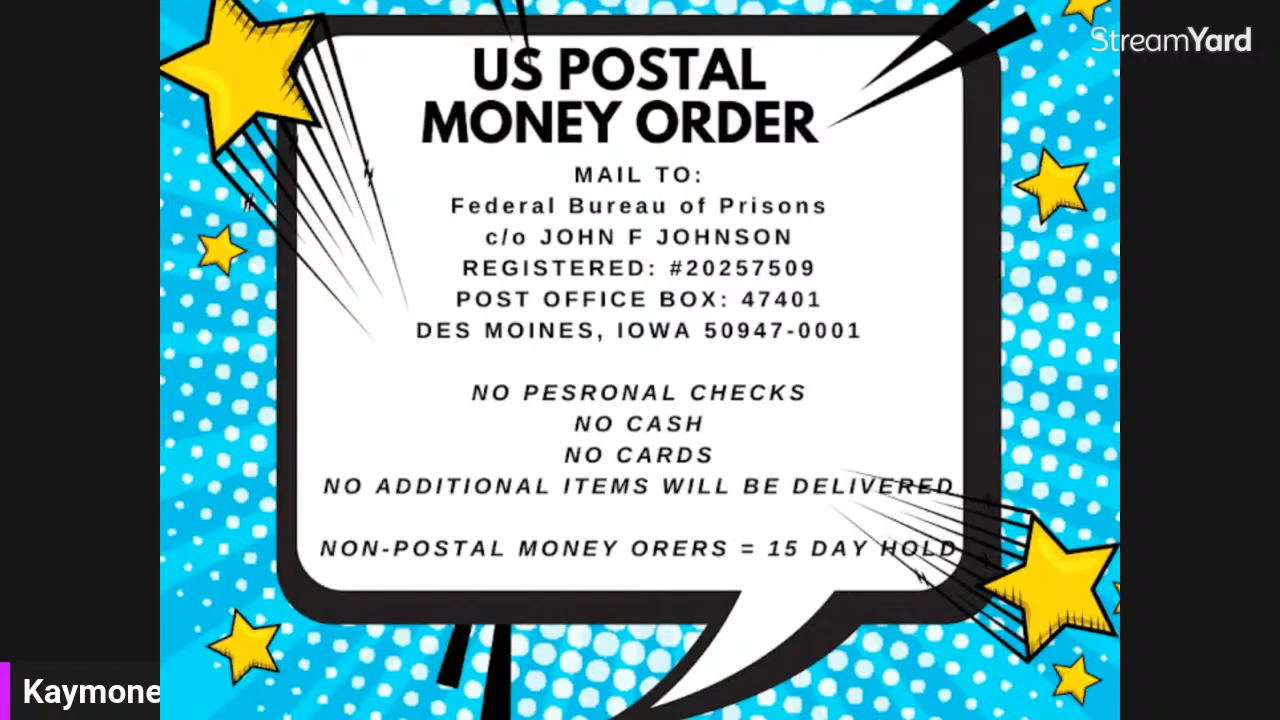 StreamYard
US POSTAL
MONEY ORDER
MAIL TO:
Federal Bureau of Prisons
c/o JOHN F JOHNSON
REGISTERED: #20257509
POST OFFICE BOX: 47401
DES MOINES, IOWA 50947-0001
NO PESRONAL CHECKS
NO CASH
NO CARDS
NO ADDITIONAL ITEMS WILL BE DELIVERED
NON-POSTAL MONEY ORERS = 15 DAY HOLD
Kaymone